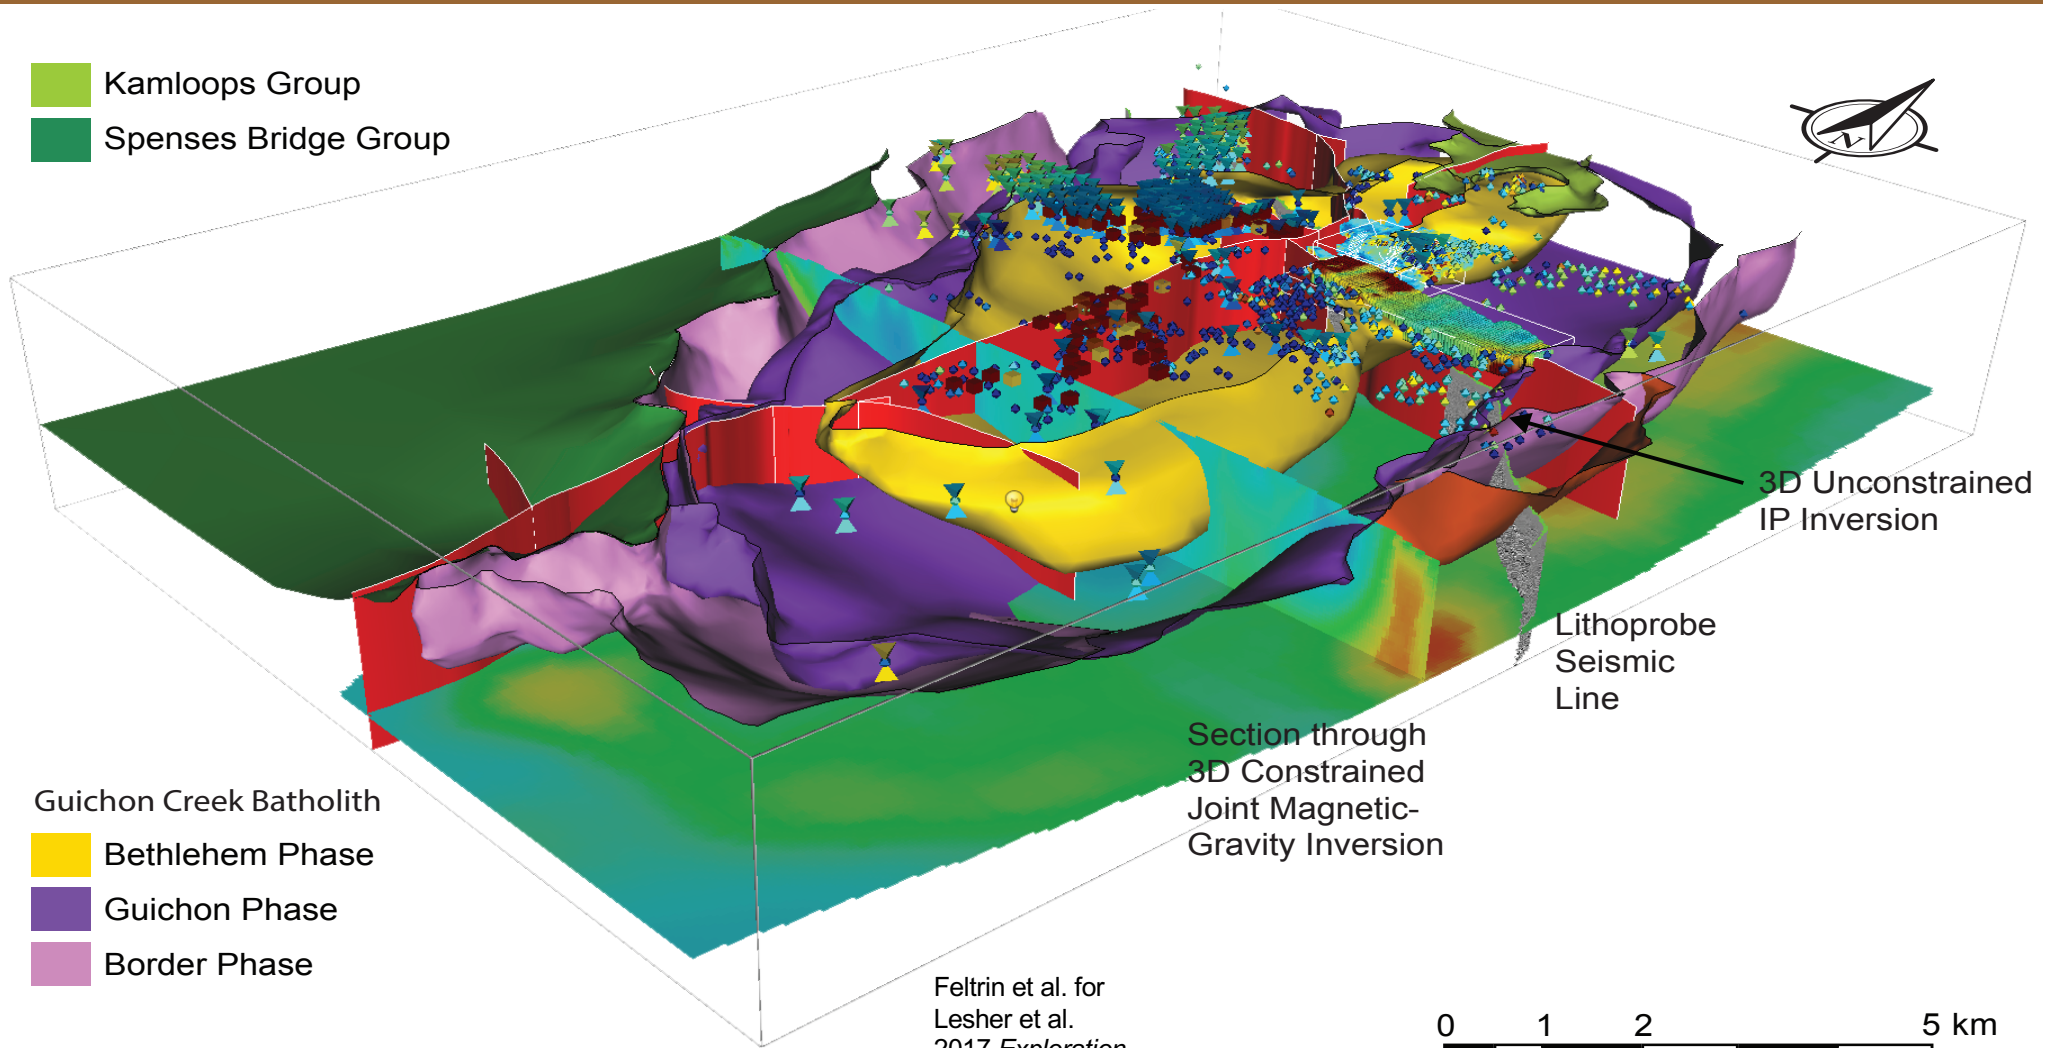 Kamloops Group
Spenses Bridge Group
N
3D Unconstrained
IP Inversion
Lithoprobe
Seismic
Line
Section through
3D Constrained
Joint Magnetic-
Gravity Inversion
Guichon Creek Batholith
Bethlehem Phase
Guichon Phase
Border Phase
Feltrin et al. for
Lesher et al.
2017 Exploration
0 1 2 5 km